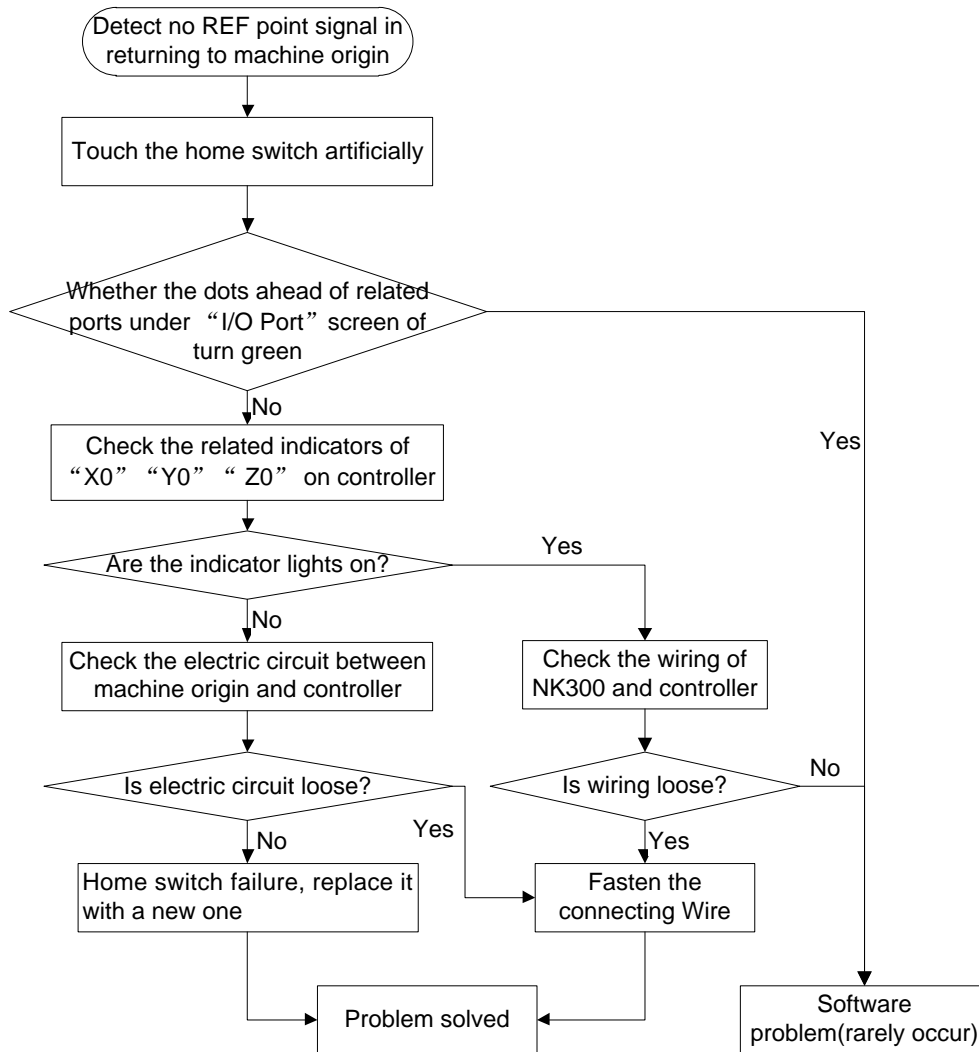 Detect no REF point signal in
returning to machine origin
Touch the home switch artificially
Whether the dots ahead of related
ports under “I/O Port” screen of
turn green
No
Yes
Check the related indicators of
“X0” “Y0” “ Z0” on controller
Yes
Are the indicator lights on?
No
Check the electric circuit between
machine origin and controller
Check the wiring of
NK300 and controller
Is electric circuit loose?
Is wiring loose?
No
Yes
No
Yes
Home switch failure, replace it
with a new one
Fasten the
connecting Wire
Problem solved
Software
problem(rarely occur)